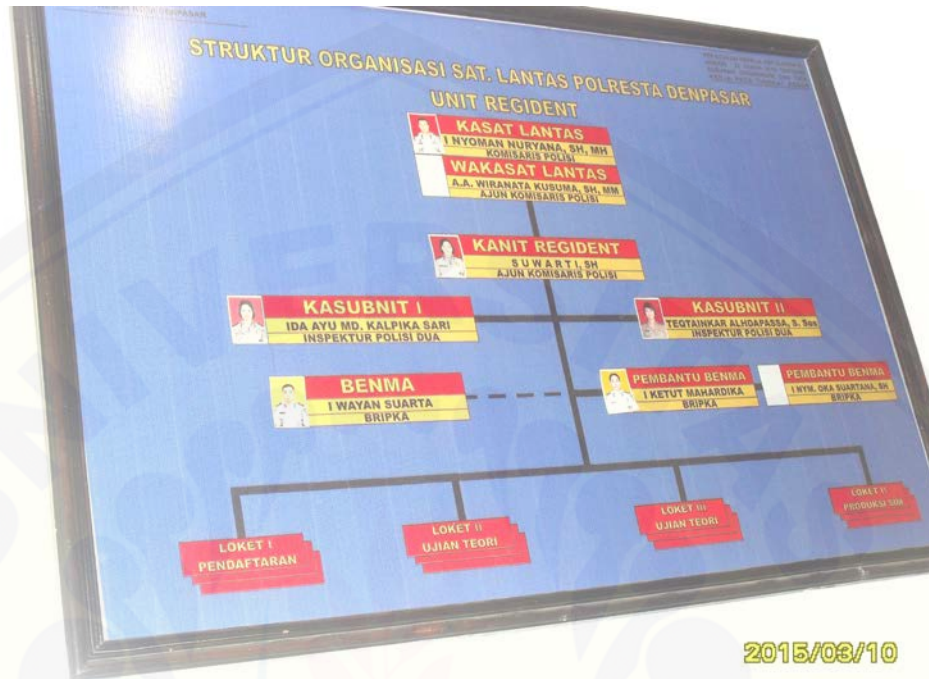 STRUKTUR ORGANISASI SAT. LANTAS POLRESTA DENPASAR
UNIT REGIDENT
KASAT LANTAS
I NYOMAN NURYANA, SH, MH
KOMISARIS POLISI
WAKASAT LANTAS
A.A. WIRANATA KUSUMA, SH, MM
AJUN KOMISARIS POLISI
KANIT REGIDENT
S U W A R T I, SH
AJUN KOMISARIS POLISI
KASUBNIT I
IDA AYU MD. KALPIKA SARI
INSPEKTUR POLISI DUA
KASUBNIT II
TEQTAINKAR ALHDAPASSA, S. Sos
INSPEKTUR POLISI DUA
BENMA
I WAYAN SUARTA
BRIPKA
PEMBANTU BENMA
I KETUT MAHARDIKA
BRIPKA
PEMBANTU BENMA
I NYM. OKA SUARTANA, SH
BRIPKA
LOKET I
PENDAFTARAN
LOKET II
UJIAN TEORI
LOKET III
UJIAN TEORI
LOKET
PRODUKSI SIM
2015/03/10